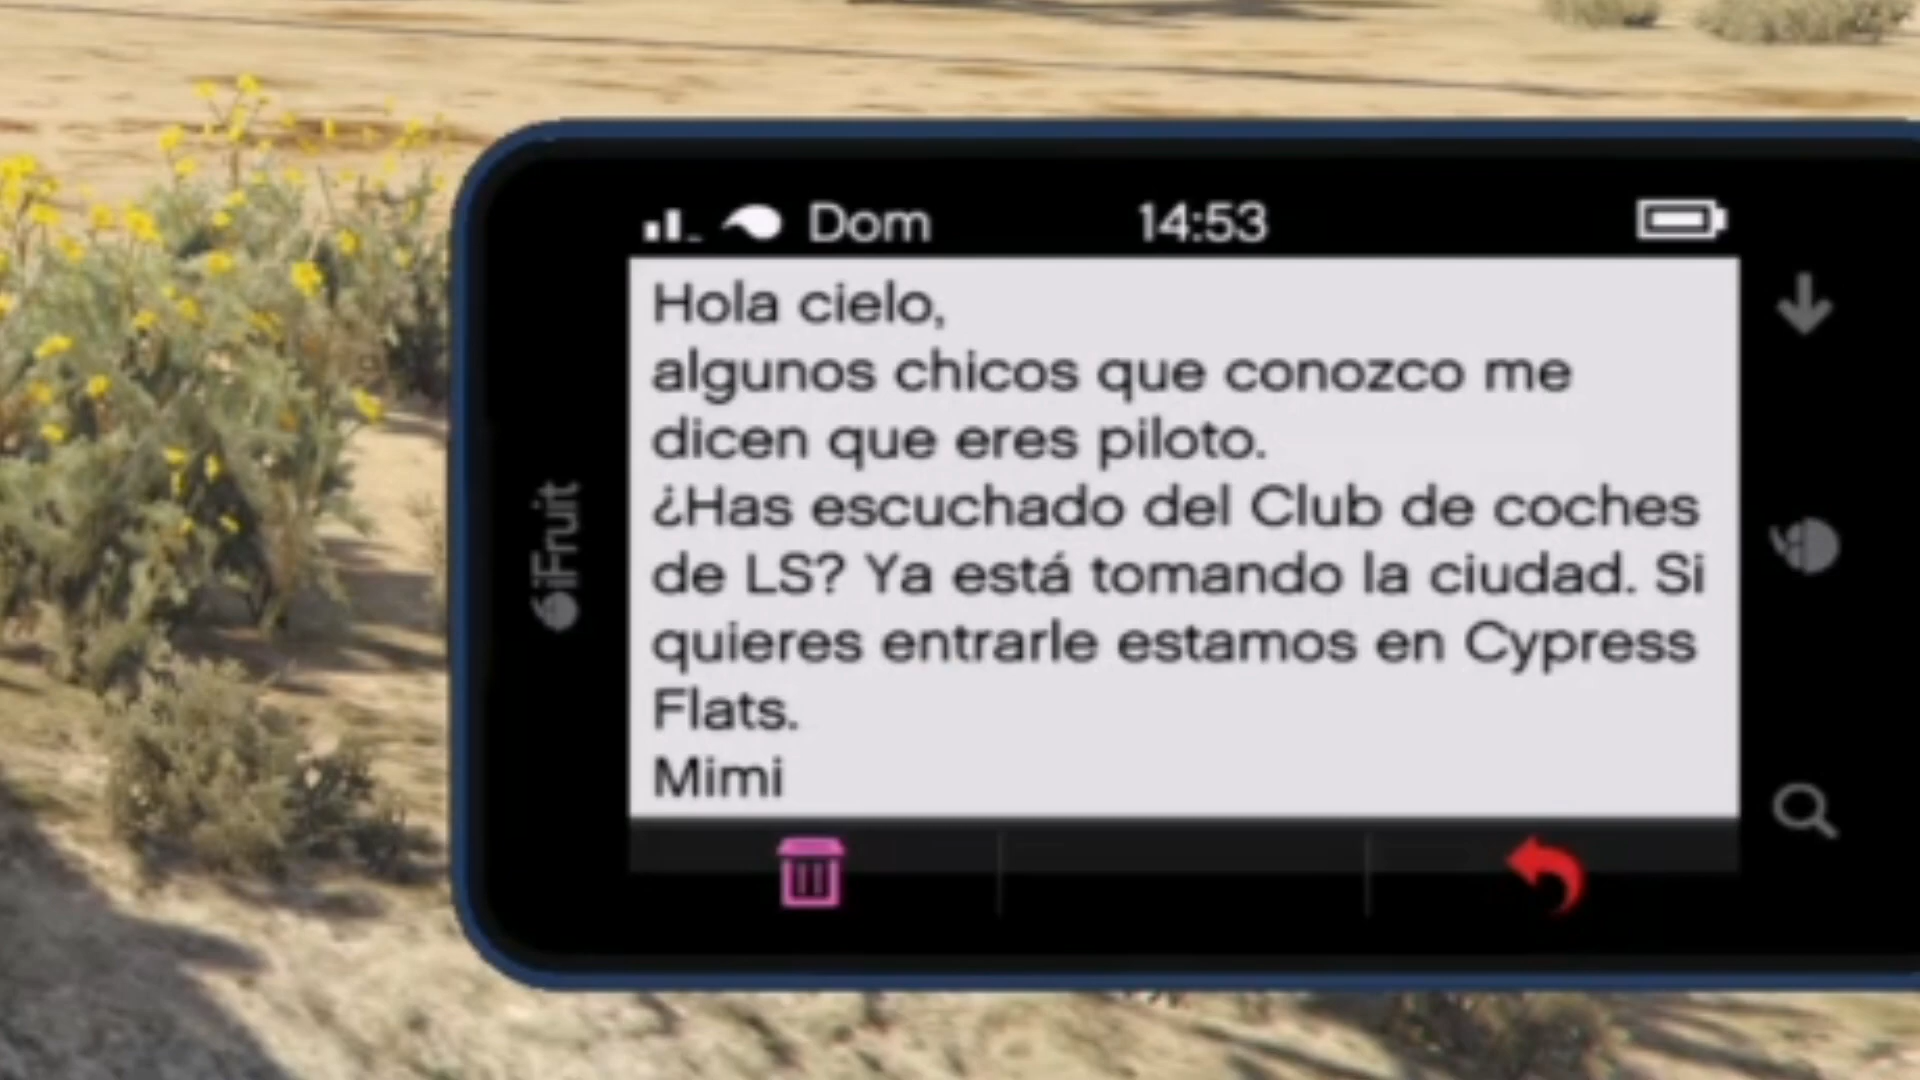 Dom 14:53
Hola cielo,
algunos chicos que conozco me
dicen que eres piloto.
¿Has escuchado del Club de coches
de LS? Ya está tomando la ciudad. Si
quieres entrarle estamos en Cypress
Flats.
Mimi
iFruit